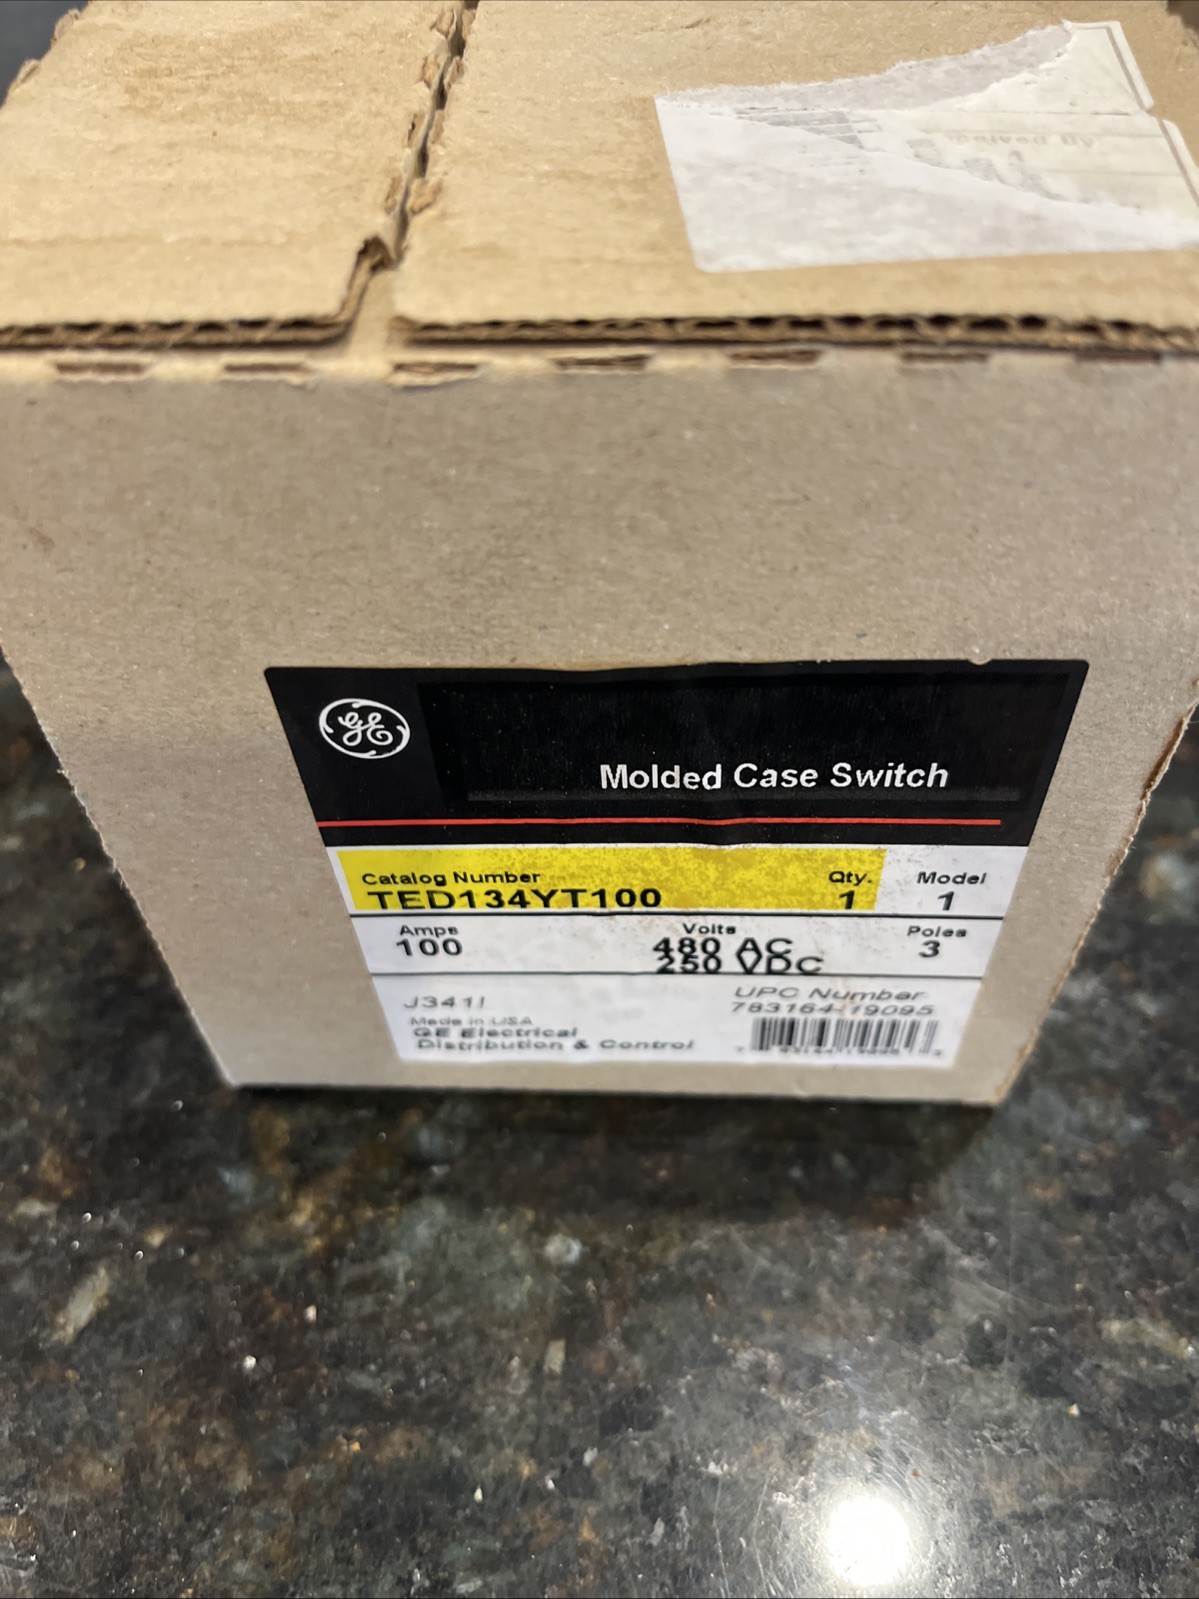 GE
Molded Case Switch
Catalog Number Qty. Model
TED134YT100 1 1
Amps Volts Poles
100 480 AC 3
250 VDC
J341I UPC Number
783164-19095
Made in USA
GE Electrical
Distribution & Control